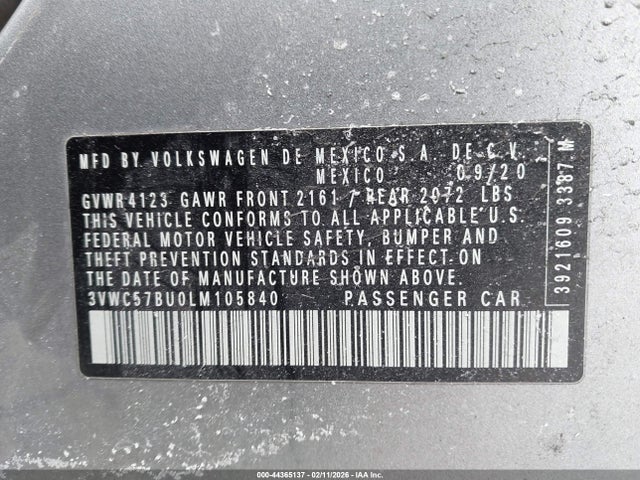 MFD BY VOLKSWAGEN DE MEXICO S.A. DE C.V.
MEXICO 09/20
GVWR 4123 GAWR FRONT 2161 / REAR 2072 LBS
THIS VEHICLE CONFORMS TO ALL APPLICABLE U.S.
FEDERAL MOTOR VEHICLE SAFETY, BUMPER AND
THEFT PREVENTION STANDARDS IN EFFECT ON
THE DATE OF MANUFACTURE SHOWN ABOVE.
3VWC57BU0LM105840 PASSENGER CAR
3921609 3387 M
000-44365137 - 02/11/2026 - IAA, Inc.